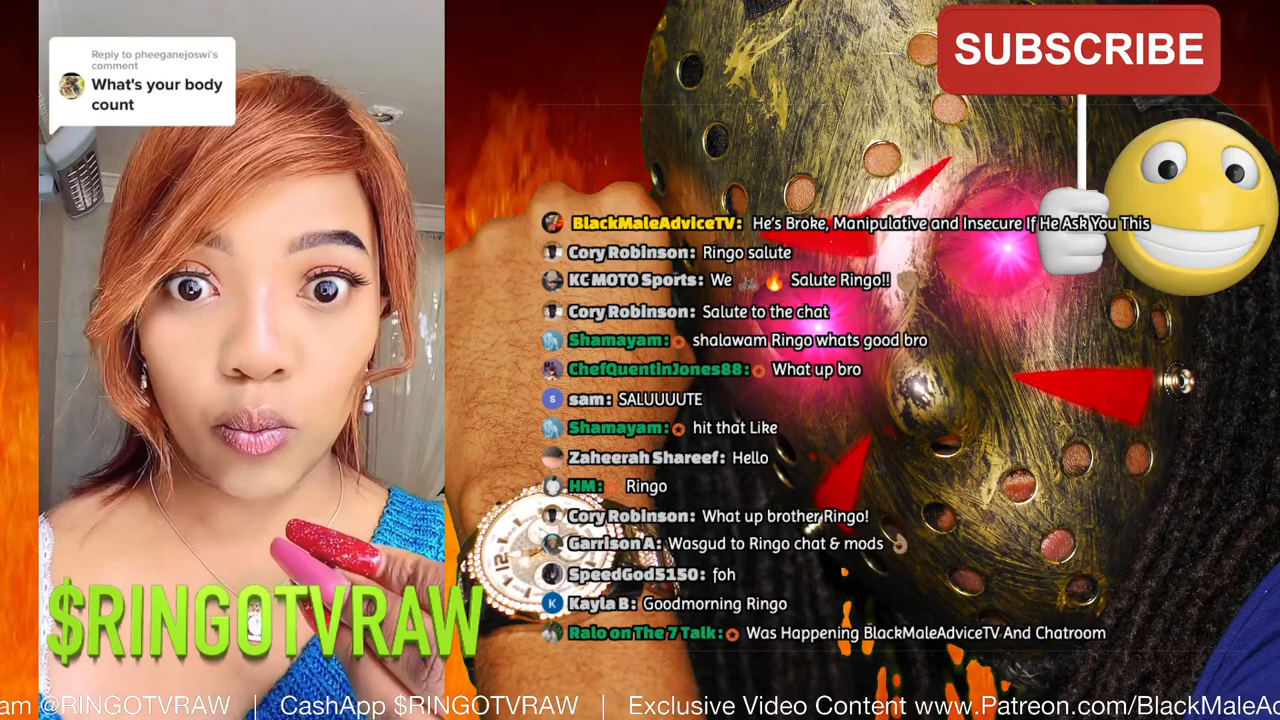 Reply to pheeganejoswi's
comment
What's your body
count
SUBSCRIBE
BlackMaleAdviceTV: He's Broke, Manipulative and Insecure If He Ask You This
Cory Robinson: Ringo salute
KC MOTO Sports: We 🚲 🔥 Salute Ringo!!
Cory Robinson: Salute to the chat
Shamayam: shalawam Ringo whats good bro
ChefQuentinJones88: What up bro
S
sam: SALUUUUTE
Shamayam: hit that Like
Zaheerah Shareef: Hello
HM: Ringo
Cory Robinson: What up brother Ringo!
Garrison A: Wasgud to Ringo chat & mods 👌🏽
SpeedGod5150: foh
K
Kayla B: Goodmorning Ringo
Ralo on The 7 Talk: Was Happening BlackMaleAdviceTV And Chatroom
$RINGOTVRAW
am @RINGOTVRAW | CashApp $RINGOTVRAW | Exclusive Video Content www.Patreon.com/BlackMaleAd